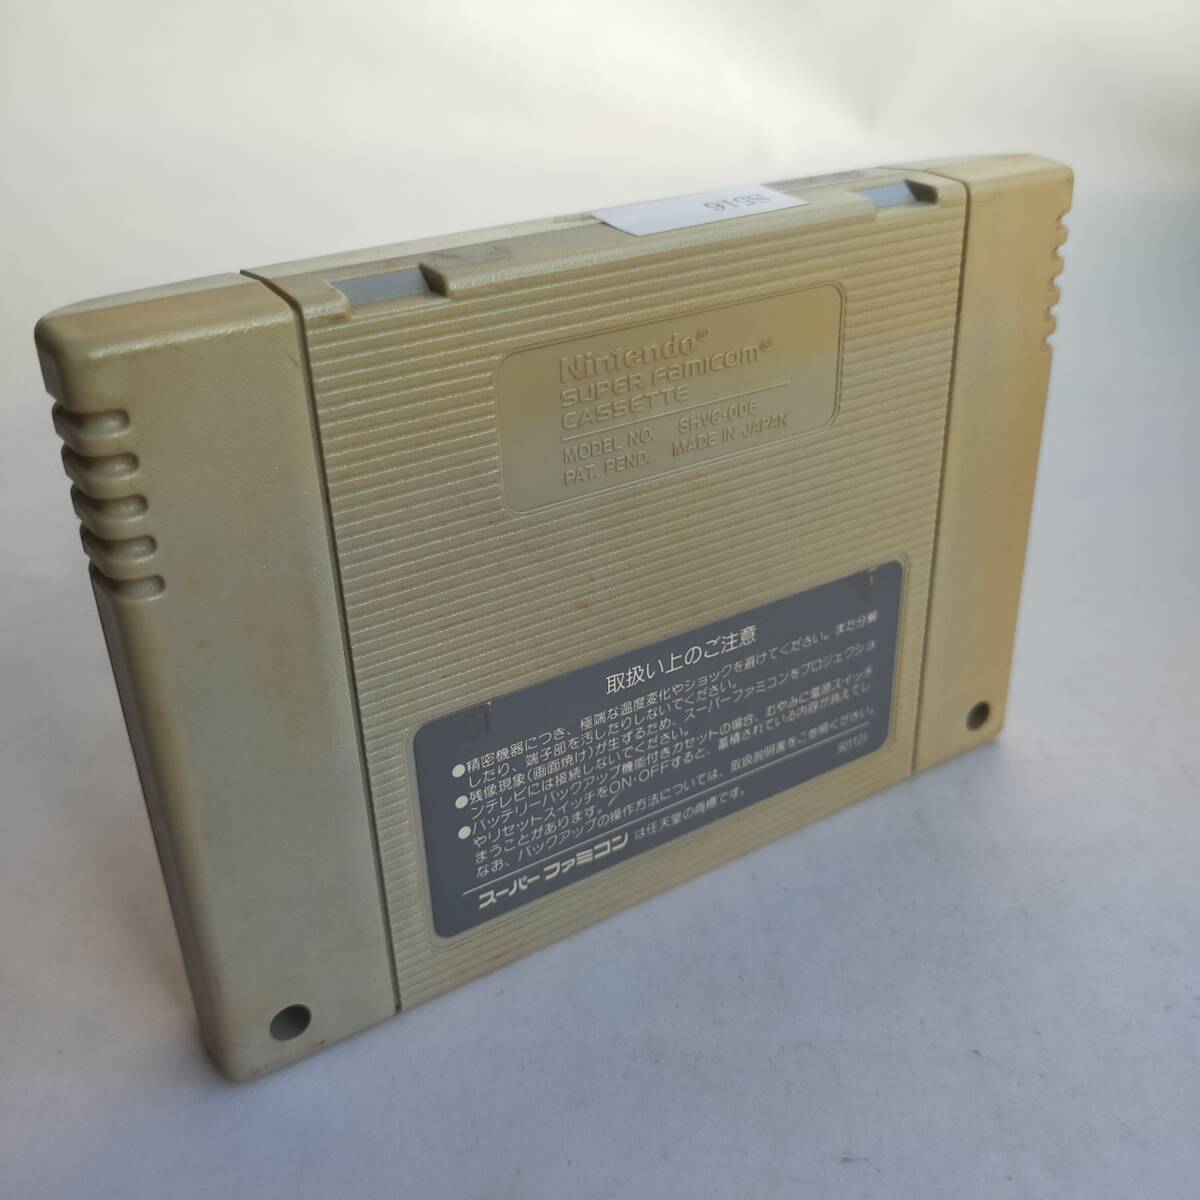 S516
Nintendo®
SUPER FAMICOM®
CASSETTE
MODEL NO. SHVC-006
PAT. PEND. MADE IN JAPAN
取扱い上のご注意
●精密機器につき、極端な温度変化やショックを避けてください。また分解
したり、端子部を汚したりしないでください。
●残像現象(画面焼け)が生ずるため、スーパーファミコンをプロジェクショ
ンテレビには接続しないでください。
●バッテリーバックアップ機能付きカセットの場合、むやみに電源スイッチ
やリセットスイッチをON・OFFすると、蓄積されている内容が消えてし
まうことがあります。
なお、バックアップの操作方法については、取扱説明書をご参照ください。
スーパーファミコン は任天堂の商標です。